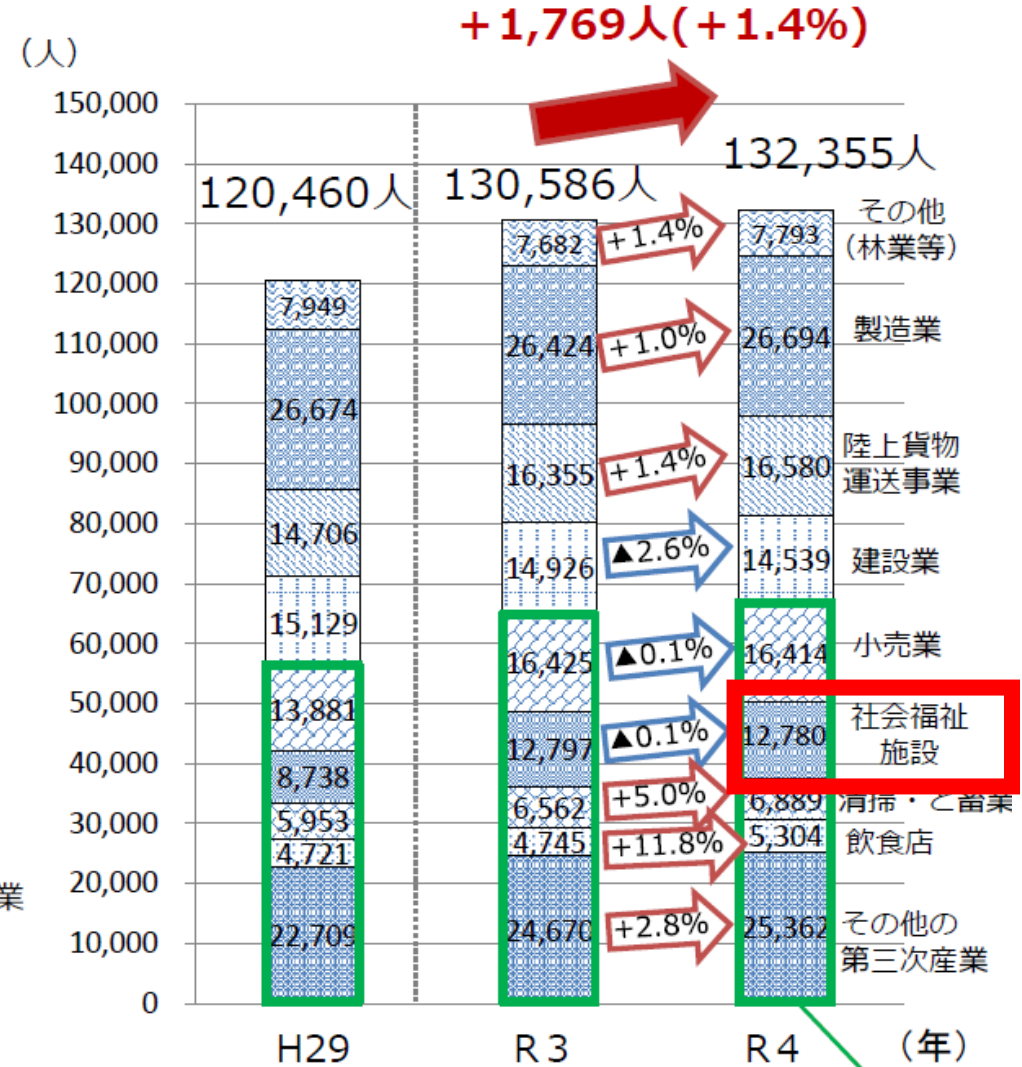 +1,769人(+1.4%)
(人)
150,000
140,000
130,000
120,000
110,000
100,000
90,000
80,000
70,000
60,000
50,000
40,000
30,000
20,000
10,000
0
業
120,460人
7,949
26,674
14,706
15,129
13,881
8,738
5,953
4,721
22,709
130,586人
7,682
26,424
16,355
14,926
16,425
12,797
6,562
4,745
24,670
+1.4%
+1.0%
+1.4%
▲2.6%
▲0.1%
▲0.1%
+5.0%
+11.8%
+2.8%
132,355人
7,793
26,694
16,580
14,539
16,414
12,780
6,889
5,304
25,362
その他
(林業等)
製造業
陸上貨物
運送事業
建設業
小売業
社会福祉
施設
清掃・と畜業
飲食店
その他の
第三次産業
H29
R3
R4
(年)